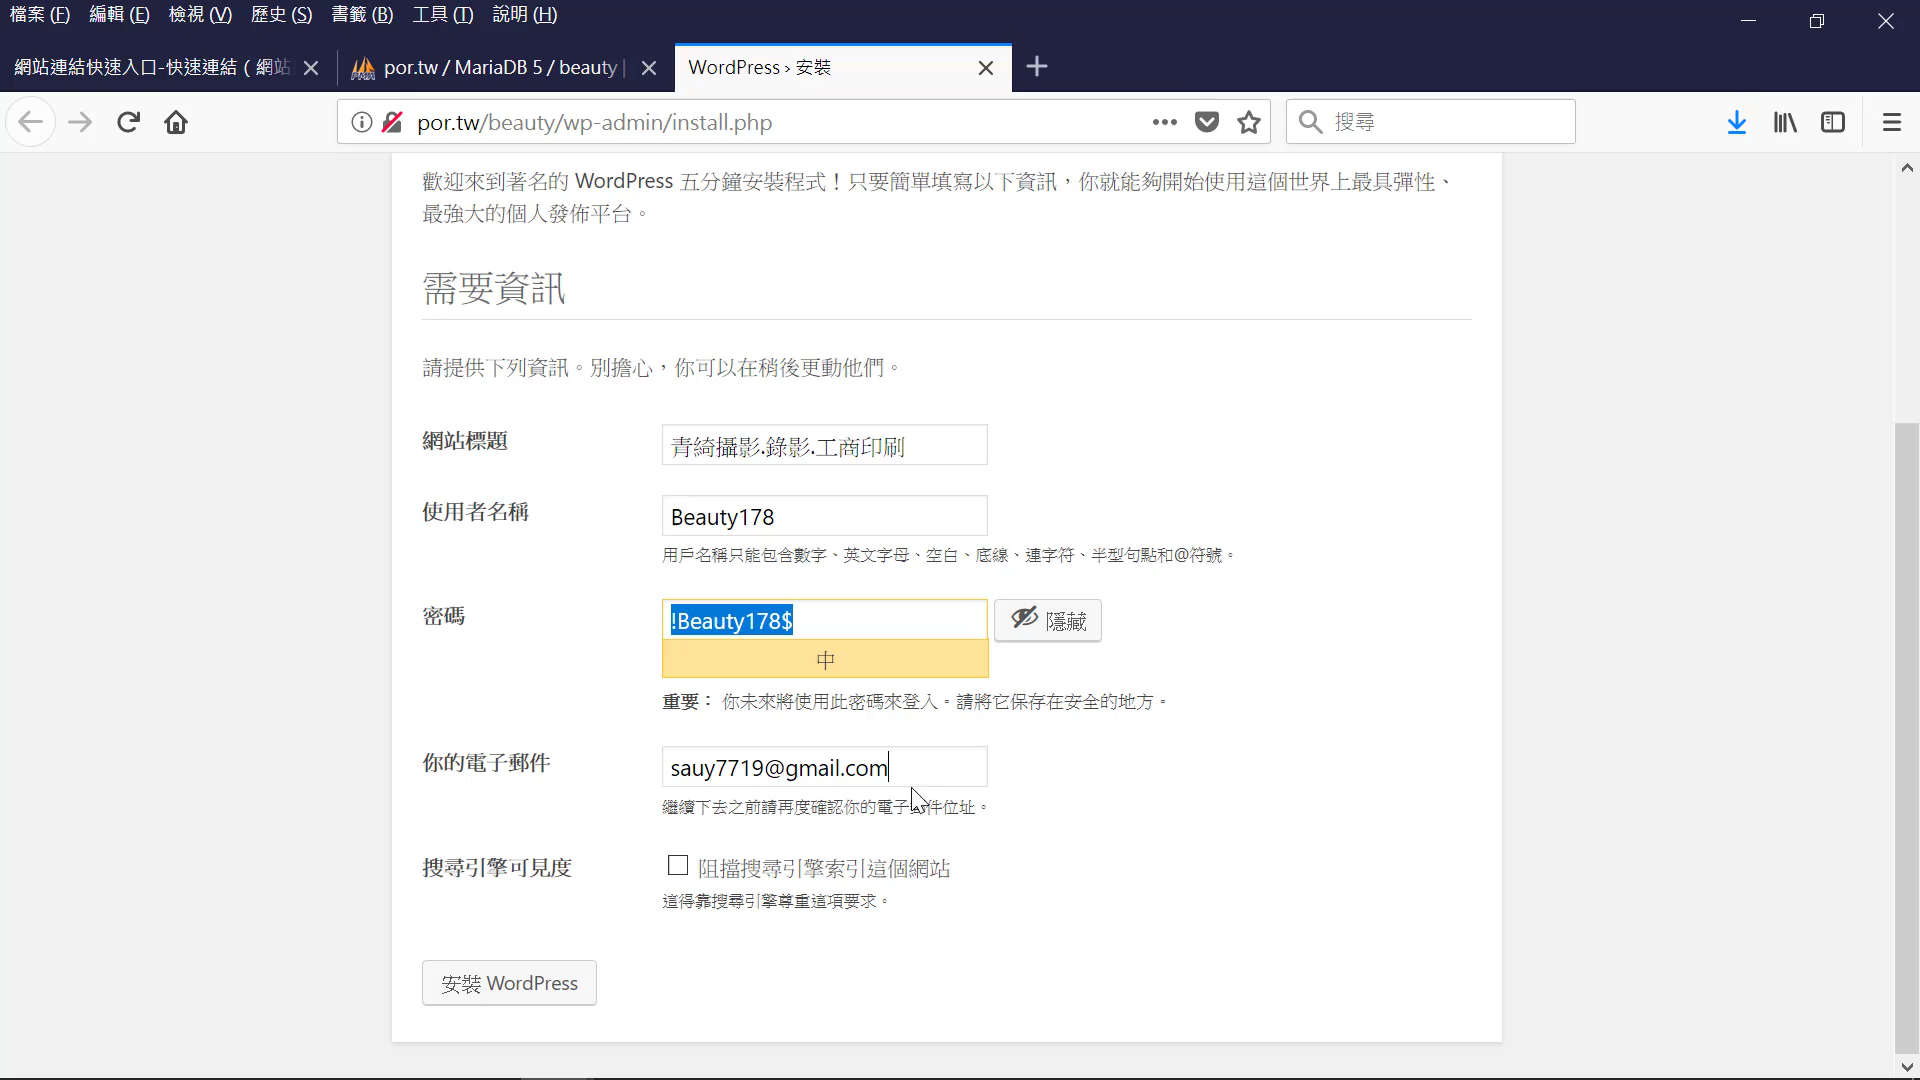 檔案 (F) 編輯 (E) 檢視 (V) 歷史 (S) 書籤 (B) 工具 (T) 說明 (H)
網站連結快速入口-快速連結 ( 網站 por.tw / MariaDB 5 / beauty | WordPress › 安裝
por.tw/beauty/wp-admin/install.php 搜尋
歡迎來到著名的 WordPress 五分鐘安裝程式！只要簡單填寫以下資訊，你就能夠開始使用這個世界上最具彈性、
最強大的個人發佈平台。
需要資訊
請提供下列資訊。別擔心，你可以在稍後更動他們。
網站標題 青綺攝影.錄影.工商印刷
使用者名稱 Beauty178
用戶名稱只能包含數字、英文字母、空白、底線、連字符、半型句點和@符號。
密碼 !Beauty178$ 隱藏
中
重要： 你未來將使用此密碼來登入。請將它保存在安全的地方。
你的電子郵件 sauy7719@gmail.com
繼續下去之前請再度確認你的電子郵件位址。
搜尋引擎可見度 阻擋搜尋引擎索引這個網站
這得靠搜尋引擎尊重這項要求。
安裝 WordPress